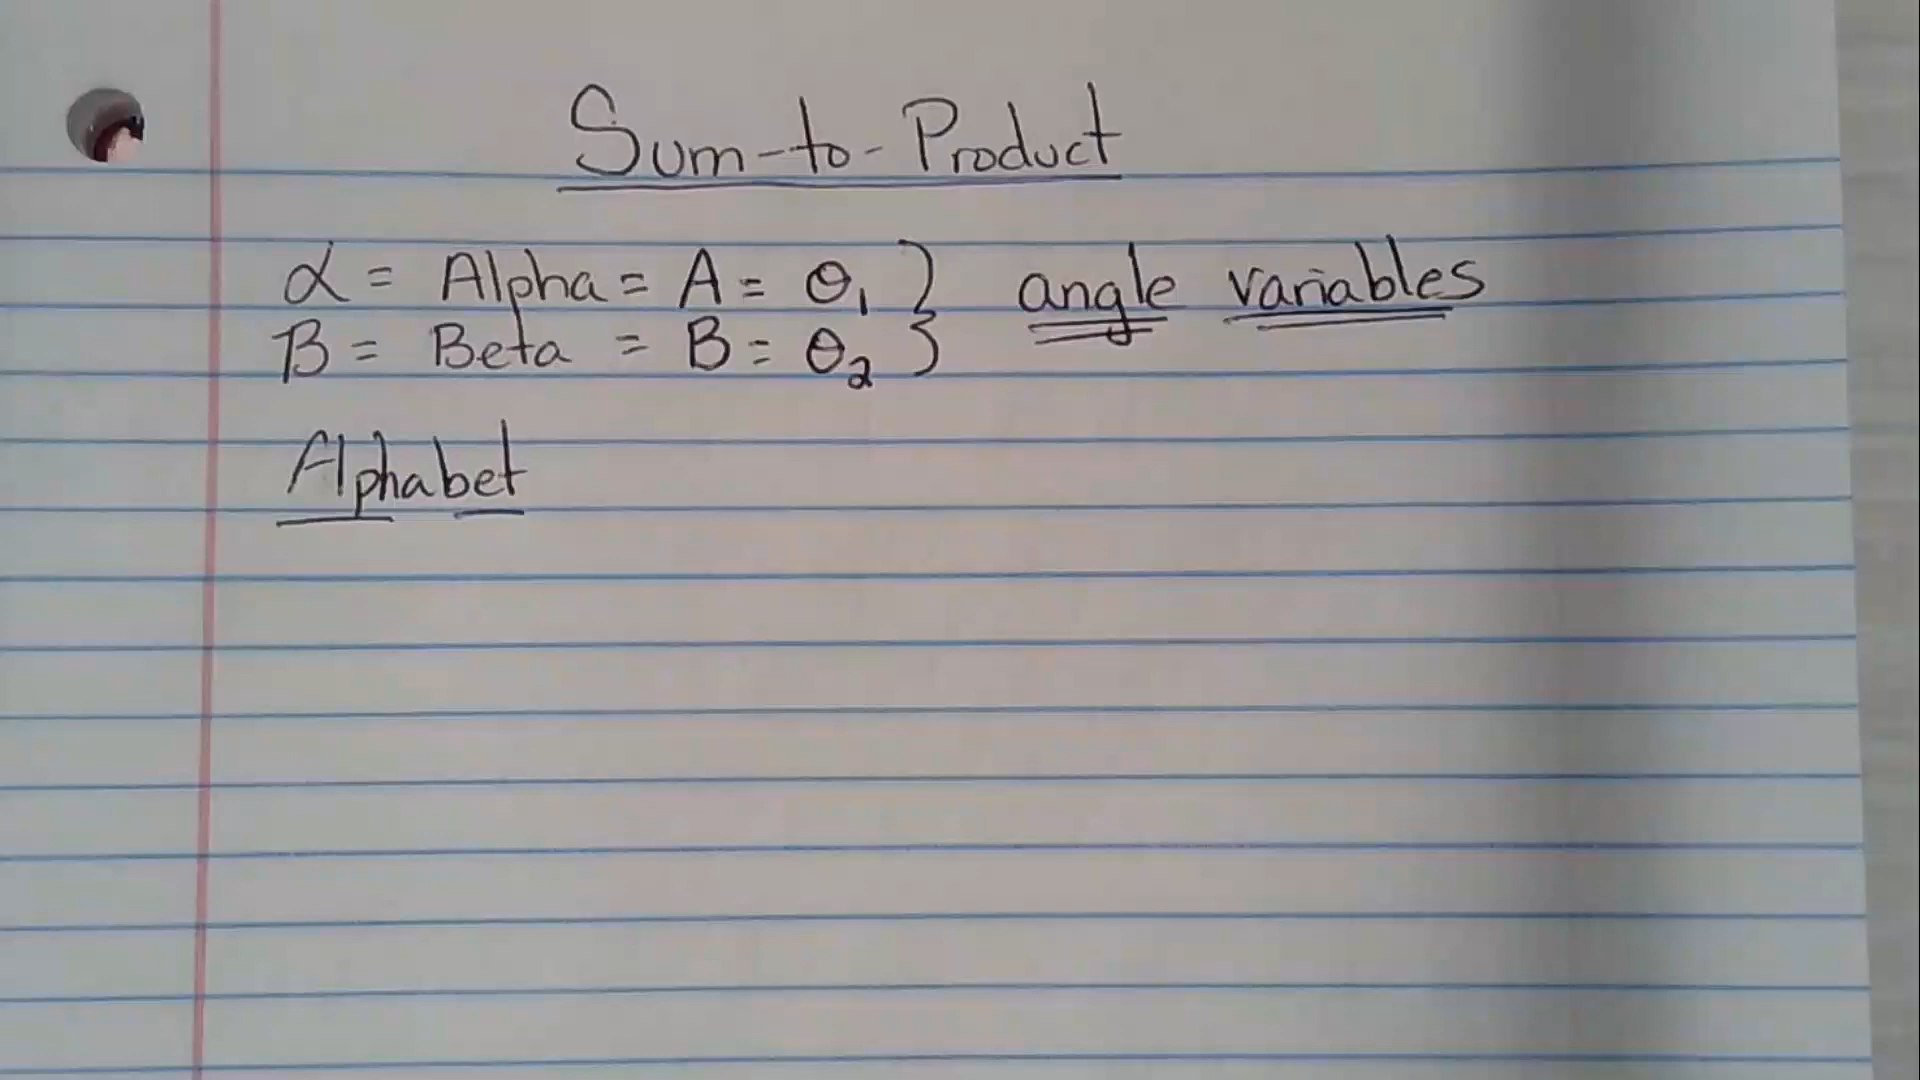 Sum-to-Product
α = Alpha = A = θ₁ } angle variables
β = Beta = B = θ₂ }
Alphabet